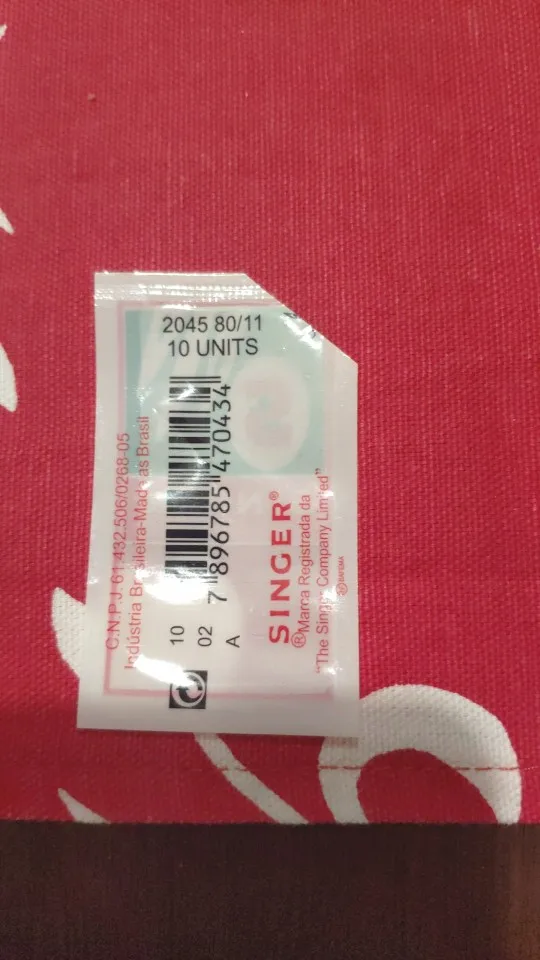 2045 80/11
10 UNITS
C.N.P.J. 61.432.506/0268-05
Indústria Brasileira-Made as Brasil
7 896785 470434
10
02
A
SINGER®
®Marca Registrada da
"The Singer Company Limited"